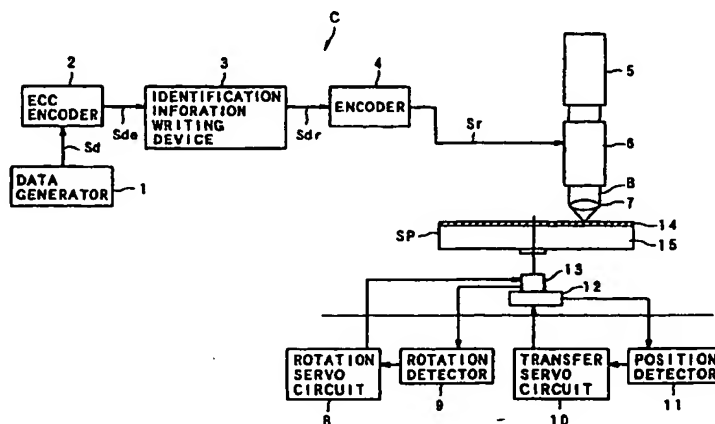 C
2
3
4
5
ECC
ENCODER
IDENTIFICATION
INFORATION
WRITING
DEVICE
ENCODER
Sde
Sdr
Sr
6
Sd
B
7
DATA
GENERATOR
1
14
SP
15
13
12
ROTATION
SERVO
CIRCUIT
ROTATION
DETECTOR
TRANSFER
SERVO
CIRCUIT
POSITION
DETECTOR
8
9
10
11